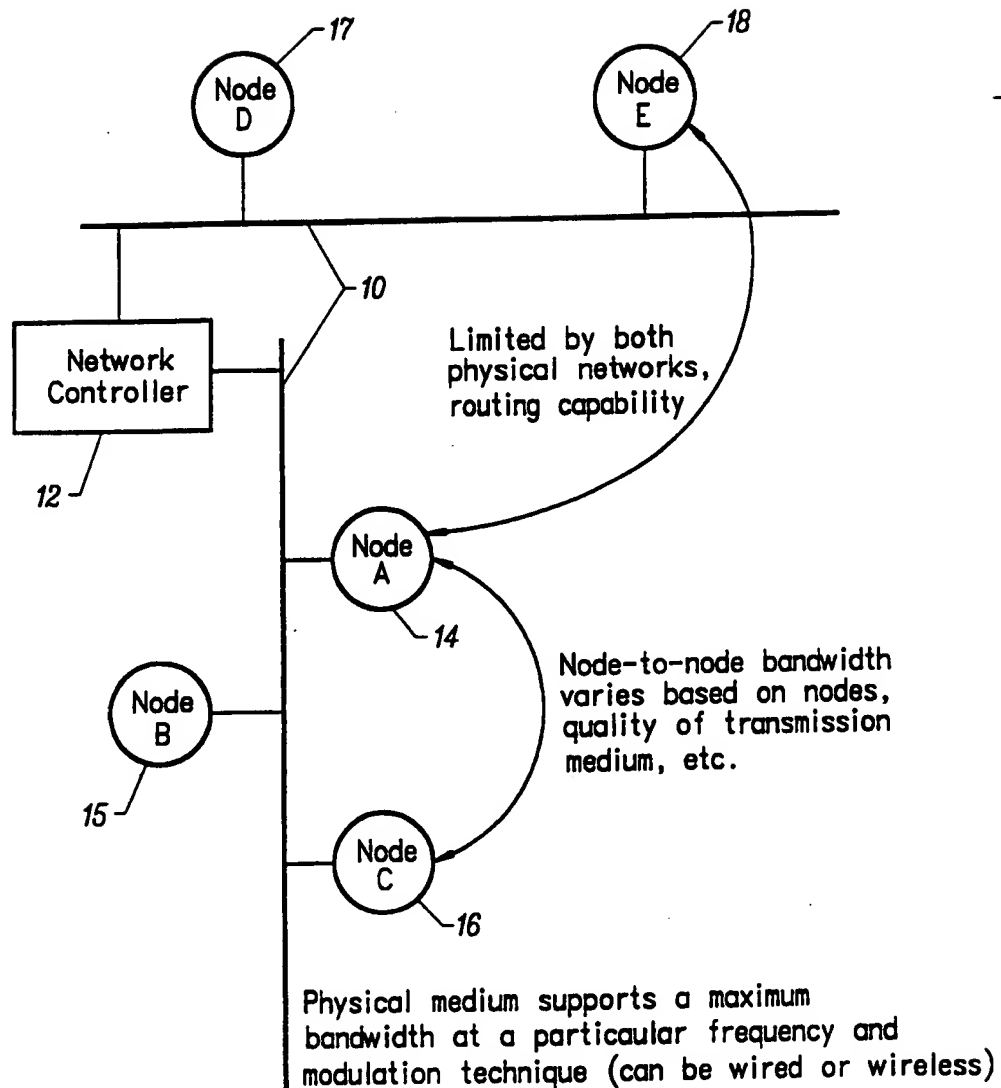 17
18
Node
D
Node
E
10
Network
Controller
12
Limited by both
physical networks,
routing capability
Node
A
14
Node
B
15
Node-to-node bandwidth
varies based on nodes,
quality of transmission
medium, etc.
Node
C
16
Physical medium supports a maximum
bandwidth at a particaular frequency and
modulation technique (can be wired or wireless)